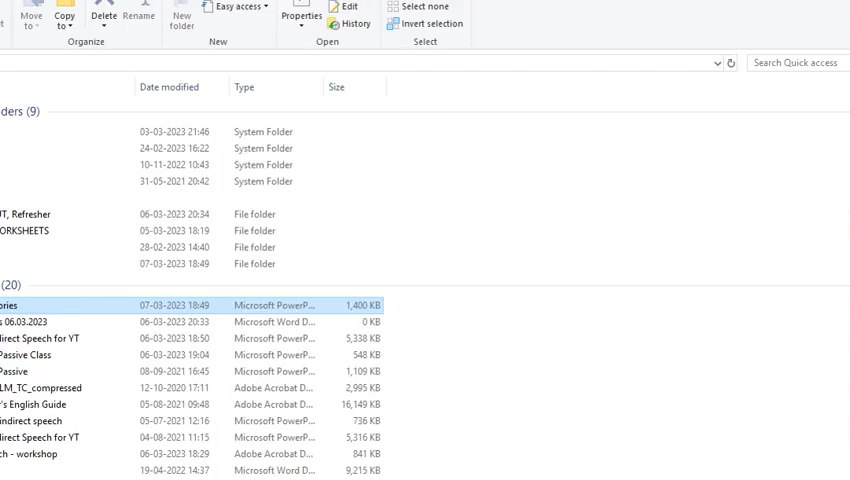 Move to
Copy to
Delete
Rename
New folder
Easy access
Properties
Edit
History
Select none
Invert selection
Organize
New
Open
Select
Search Quick access
Date modified Type Size
ders (9)
03-03-2023 21:46 System Folder
24-02-2023 16:22 System Folder
10-11-2022 10:43 System Folder
31-05-2021 20:42 System Folder
UT, Refresher 06-03-2023 20:34 File folder
ORKSHEETS 05-03-2023 18:19 File folder
28-02-2023 14:40 File folder
07-03-2023 18:49 File folder
(20)
ories 07-03-2023 18:49 Microsoft PowerP... 1,400 KB
s 06.03.2023 06-03-2023 20:33 Microsoft Word D... 0 KB
direct Speech for YT 06-03-2023 18:50 Microsoft PowerP... 5,338 KB
Passive Class 06-03-2023 19:04 Microsoft PowerP... 548 KB
Passive 08-09-2021 16:45 Microsoft PowerP... 1,109 KB
LM_TC_compressed 12-10-2020 17:11 Adobe Acrobat D... 2,995 KB
r's English Guide 05-08-2021 09:48 Adobe Acrobat D... 16,149 KB
indirect speech 05-07-2021 12:16 Microsoft PowerP... 736 KB
direct Speech for YT 04-08-2021 11:15 Microsoft PowerP... 5,316 KB
ch - workshop 06-03-2023 18:29 Adobe Acrobat D... 841 KB
19-04-2022 14:37 Microsoft Word D... 9,215 KB